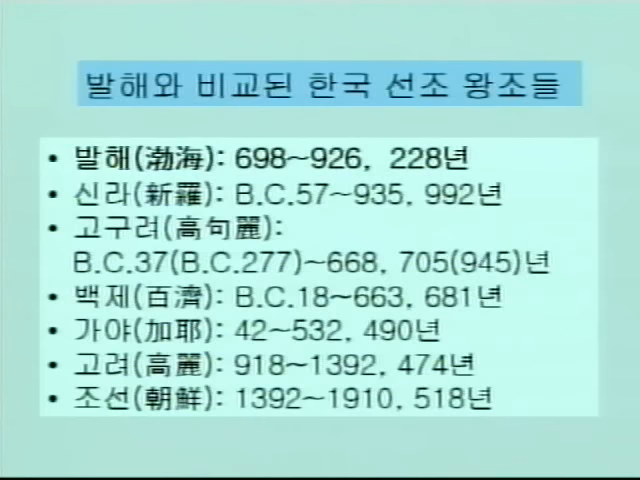 발해와 비교된 한국 선조 왕조들
• 발해(渤海): 698~926, 228년
• 신라(新羅): B.C.57~935, 992년
• 고구려(高句麗):
B.C.37(B.C.277)~668, 705(945)년
• 백제(百濟): B.C.18~663, 681년
• 가야(加耶): 42~532, 490년
• 고려(高麗): 918~1392, 474년
• 조선(朝鮮): 1392~1910, 518년